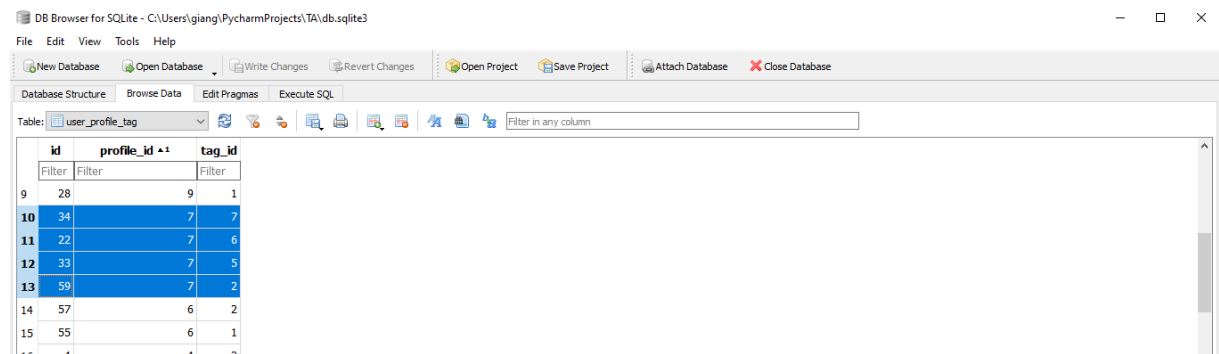 DB Browser for SQLite - C:\Users\giang\PycharmProjects\TA\db.sqlite3
File Edit View Tools Help
New Database Open Database Write Changes Revert Changes Open Project Save Project Attach Database Close Database
Database Structure Browse Data Edit Pragmas Execute SQL
Table: user_profile_tag Filter in any column
id profile_id 1 tag_id
Filter Filter Filter
9 28 9 1
10 34 7 7
11 22 7 6
12 33 7 5
13 59 7 2
14 57 6 2
15 55 6 1